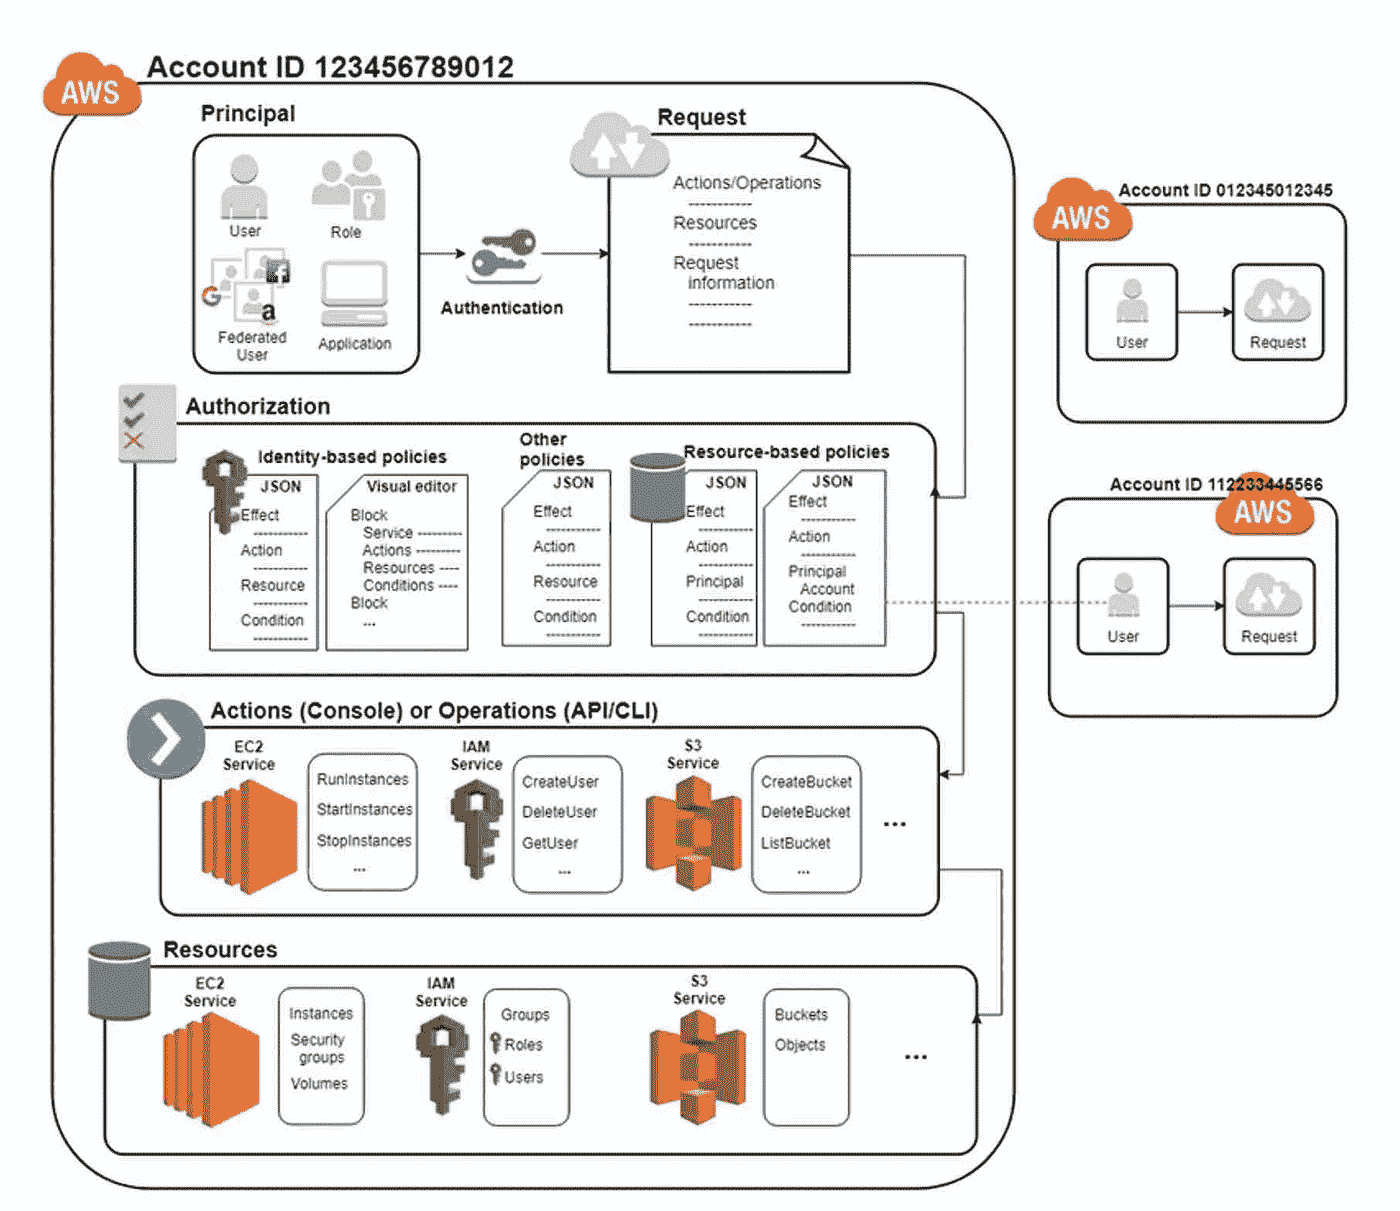 AWS
Account ID 123456789012
Principal
User
Role
G
f
a
Federated
User
Application
Authentication
Request
Actions/Operations
-----------
Resources
-----------
Request
information
-----------
-----------
Authorization
Identity-based policies
JSON
Effect
-----------
Action
-----------
Resource
-----------
Condition
-----------
Visual editor
Block
Service ---------
Actions ---------
Resources ----
Conditions ----
Block
...
Other
policies
JSON
Effect
-----------
Action
-----------
Resource
-----------
Condition
-----------
Resource-based policies
JSON
Effect
-----------
Action
-----------
Principal
-----------
Condition
-----------
JSON
Effect
-----------
Action
-----------
Principal
Account
Condition
-----------
Actions (Console) or Operations (API/CLI)
EC2
Service
RunInstances
StartInstances
StopInstances
...
IAM
Service
CreateUser
DeleteUser
GetUser
...
S3
Service
CreateBucket
DeleteBucket
ListBucket
...
...
Resources
EC2
Service
Instances
Security
groups
Volumes
IAM
Service
Groups
Roles
Users
S3
Service
Buckets
Objects
...
AWS
Account ID 012345012345
User
Request
Account ID 112233445566
AWS
User
Request